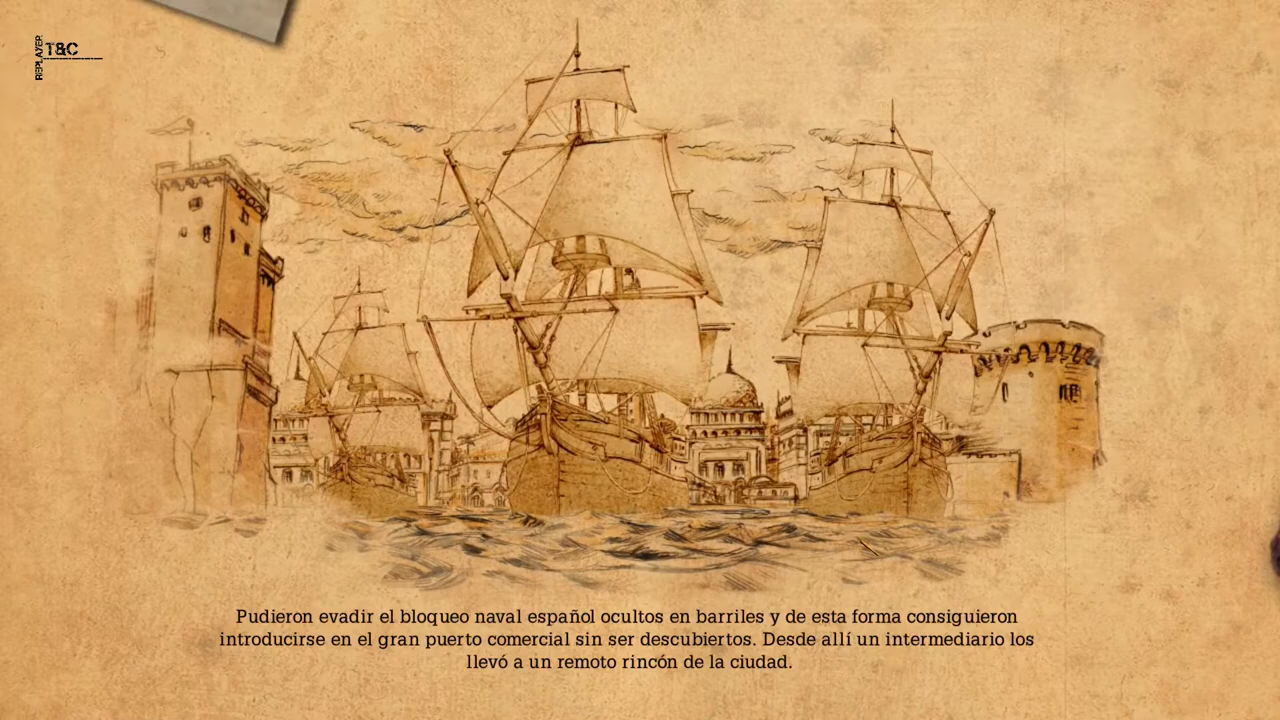 REPLAYER
T&C
Pudieron evadir el bloqueo naval español ocultos en barriles y de esta forma consiguieron
introducirse en el gran puerto comercial sin ser descubiertos. Desde allí un intermediario los
llevó a un remoto rincón de la ciudad.